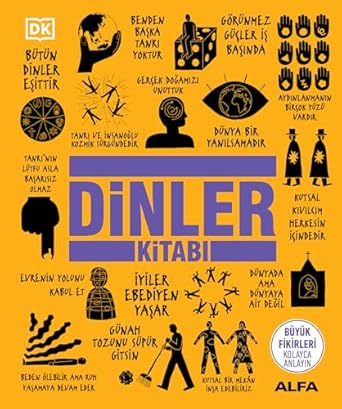 DK
BÜTÜN
DİNLER
EŞİTTİR
BENDEN
BAŞKA
TANRI
YOKTUR
GÖRÜNMEZ
GÜÇLER İŞ
BAŞINDA
GERÇEK DOĞAMIZI
UNUTTUK
AYDINLANMANIN
BİRÇOK YÜZÜ
VARDIR
TANRI VE İNSANOĞLU
KOZMİK SÜRGÜNDEDİR
DÜNYA BİR
YANILSAMADIR
TANRI'NIN
LÜTFU ASLA
BAŞARISIZ
OLMAZ
DİNLER
KİTABI
KUTSAL
KIVILCIM
HERKESİN
İÇİNDEDİR
EVRENİN YOLUNU
KABUL ET
İYİLER
EBEDİYEN
YAŞAR
DÜNYADA
AMA
DÜNYAYA
AİT DEĞİL
GÜNAH
TOZUNU SÜPÜR
GİTSİN
BEDEN ÖLEBİLİR AMA RUH
YAŞAMAYA DEVAM EDER
KUTSAL BİR MEKÂN
İNŞA EDEBİLİRİZ
BÜYÜK
FİKİRLERİ
KOLAYCA
ANLAYIN
ALFA